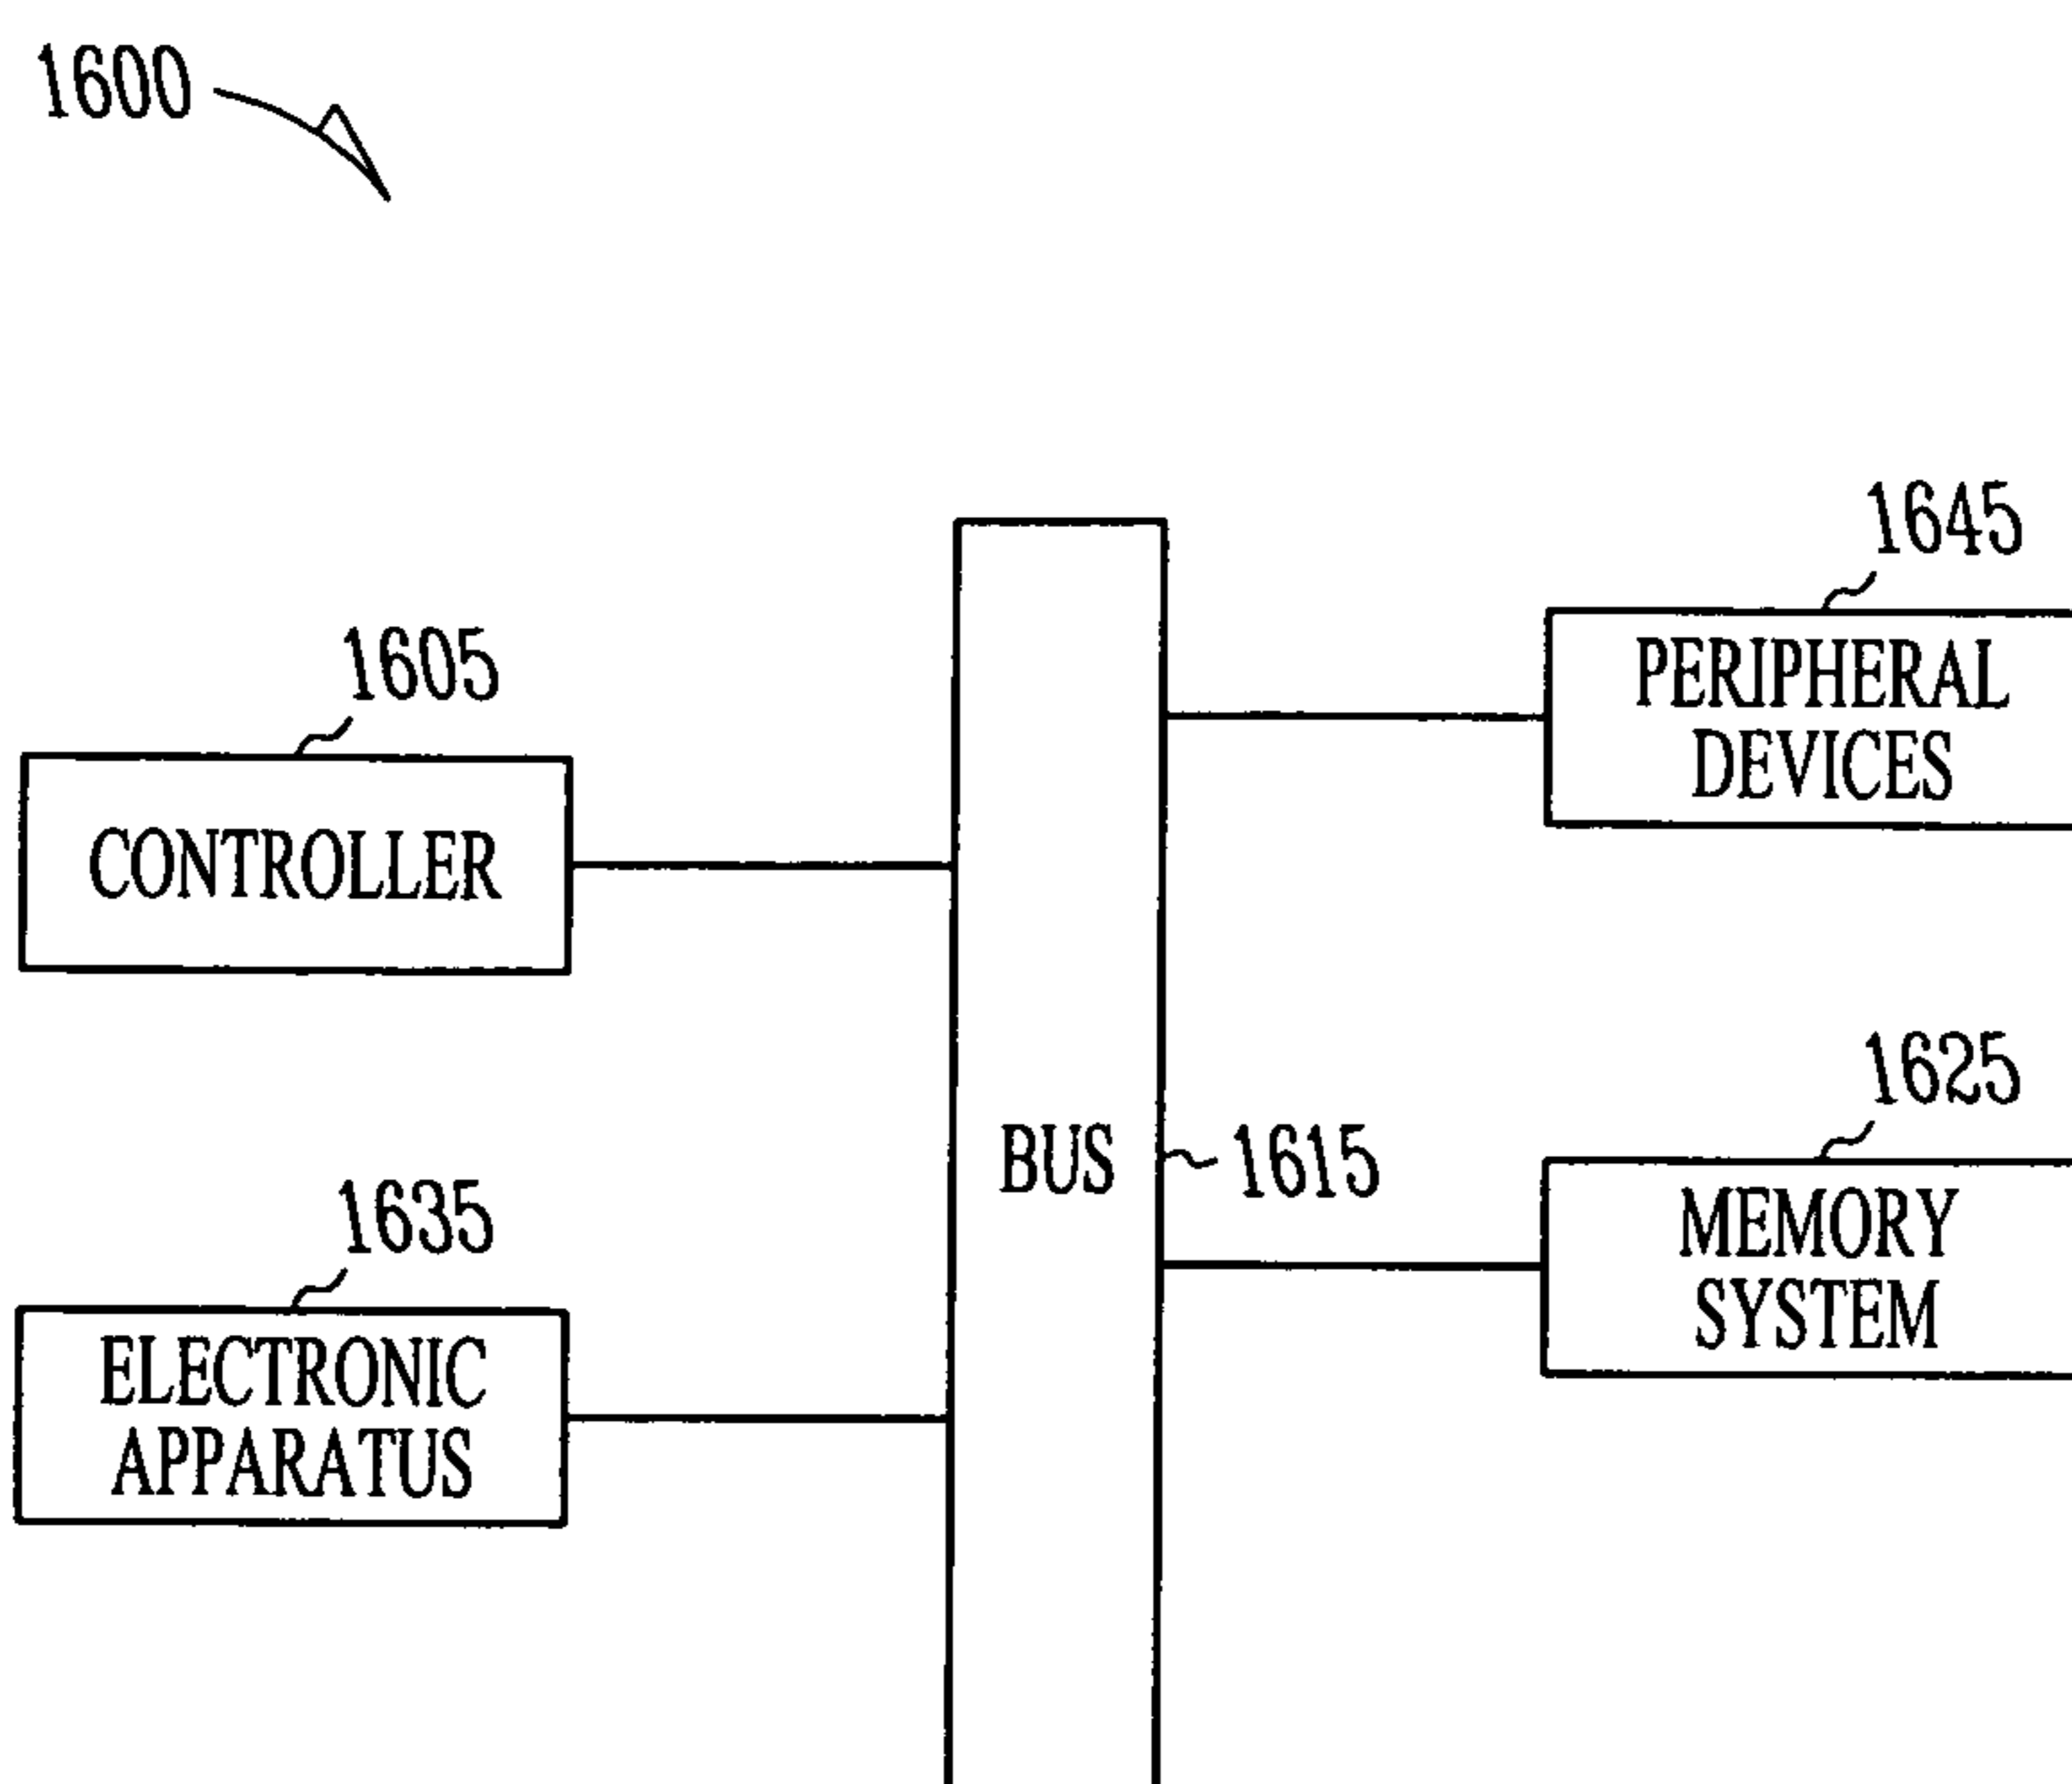 1600
1645
PERIPHERAL
DEVICES
1605
CONTROLLER
1625
BUS
1615
MEMORY
SYSTEM
1635
ELECTRONIC
APPARATUS